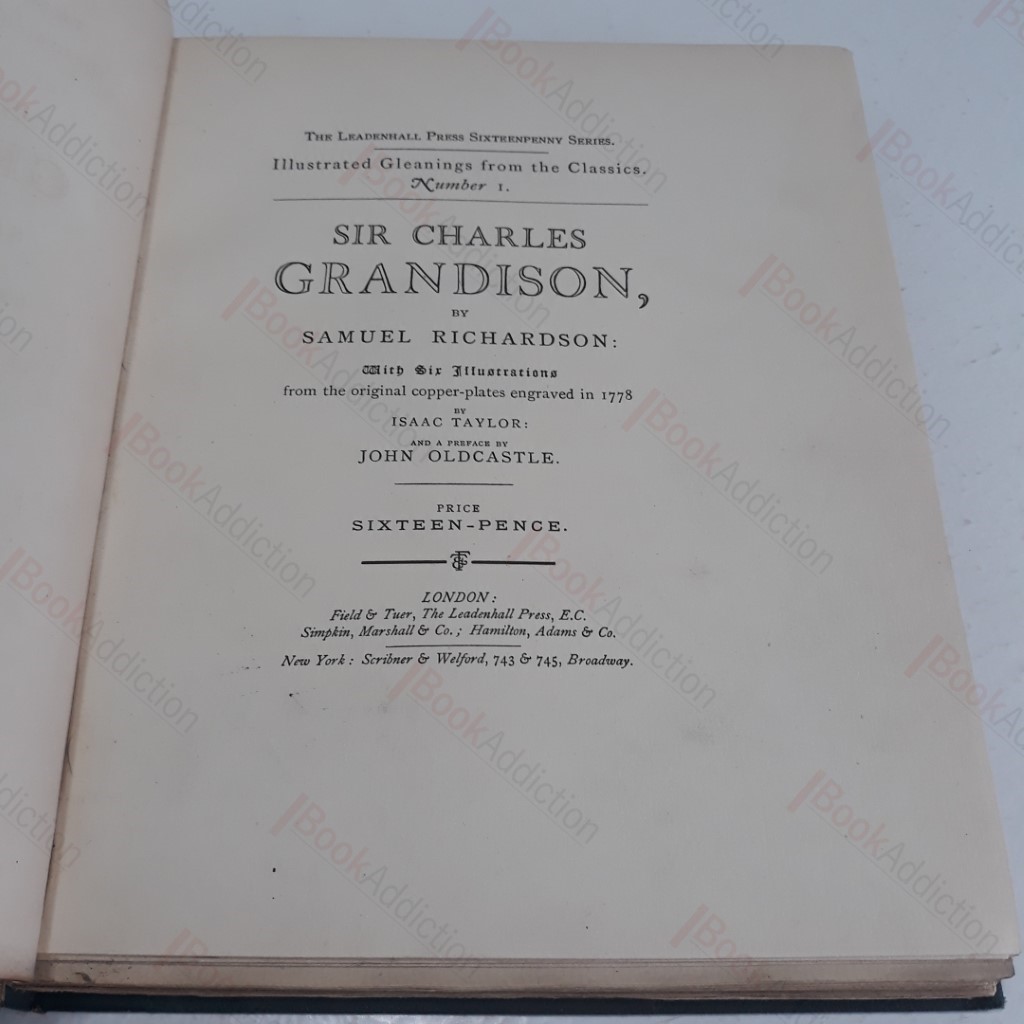 The Leadenhall Press Sixteenpenny Series.
Illustrated Gleanings from the Classics.
Number 1.
SIR CHARLES
GRANDISON,
BY
SAMUEL RICHARDSON:
With Six Illustrations
from the original copper-plates engraved in 1778
BY
ISAAC TAYLOR:
AND A PREFACE BY
JOHN OLDCASTLE.
PRICE
SIXTEEN-PENCE.
LONDON:
Field & Tuer, The Leadenhall Press, E.C.
Simpkin, Marshall & Co.; Hamilton, Adams & Co.
New York: Scribner & Welford, 743 & 745, Broadway.
BookAddiction